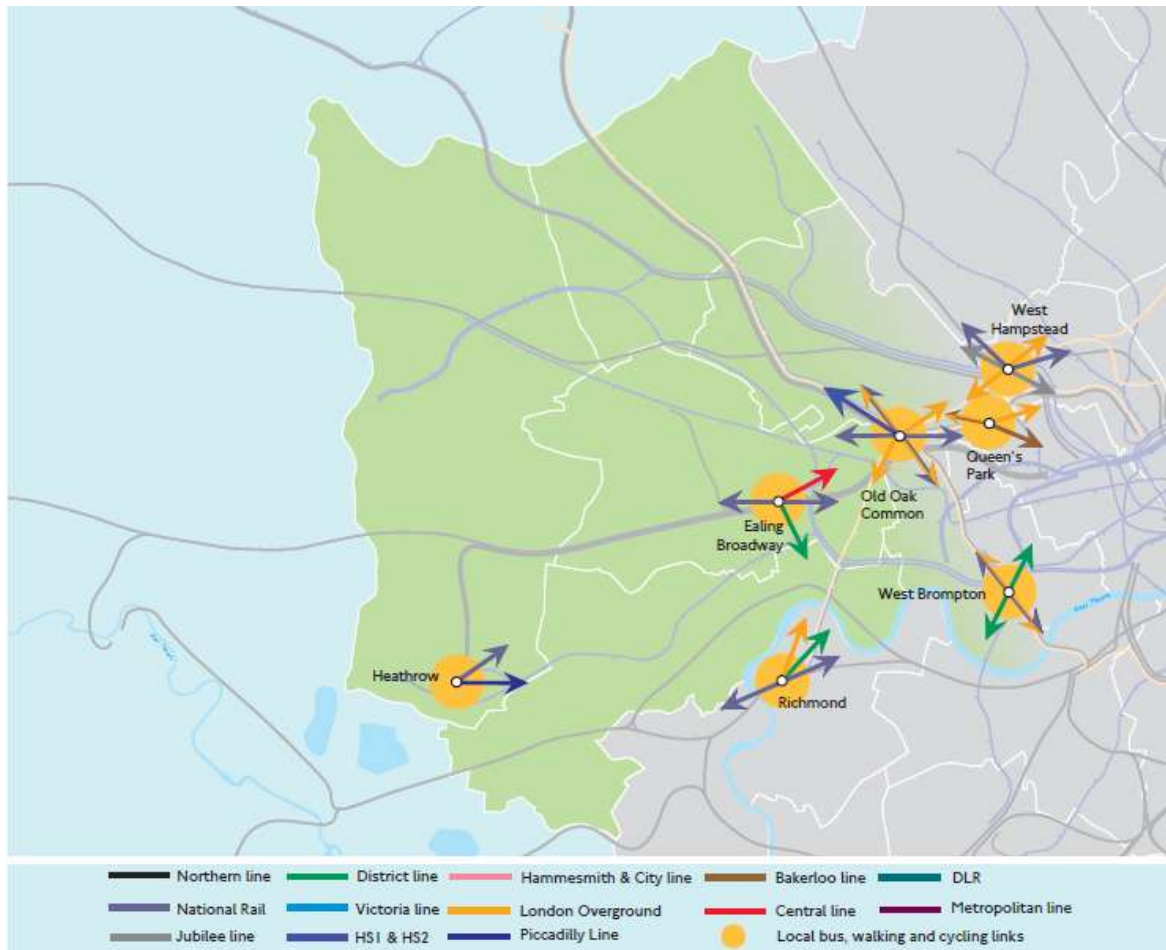 West
Hampstead
Queen's
Park
Old Oak
Common
Ealing
Broadway
West Brompton
Heathrow
Richmond
Northern line
District line
Hammesmith & City line
Bakerloo line
DLR
National Rail
Victoria line
London Overground
Central line
Metropolitan line
Jubilee line
HS1 & HS2
Piccadilly Line
Local bus, walking and cycling links